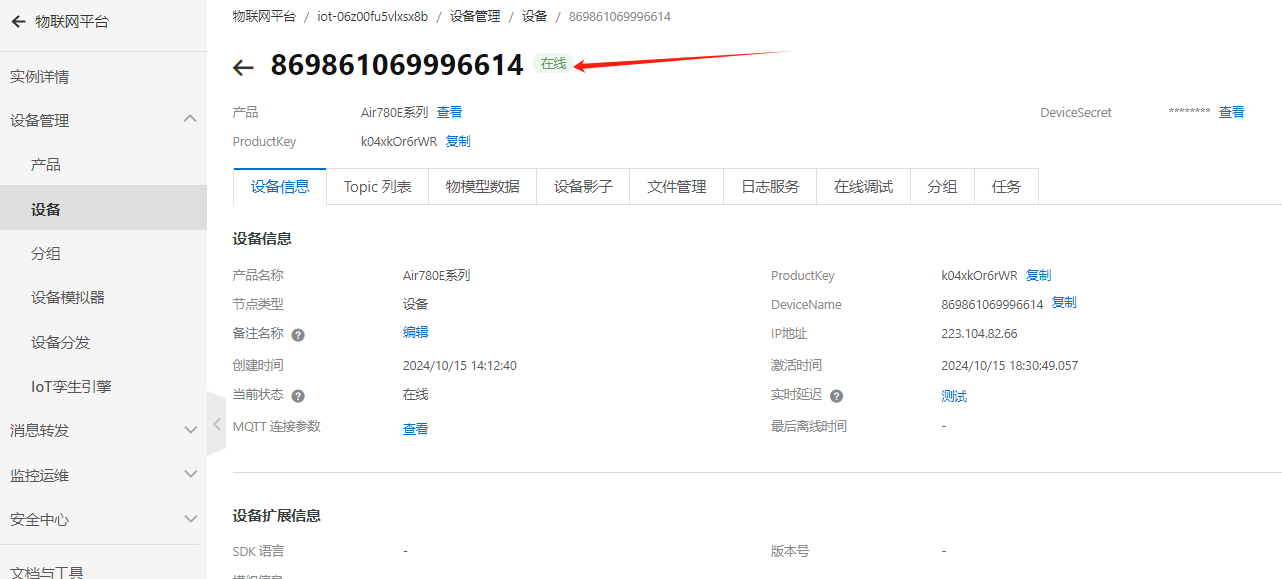 物联网平台
物联网平台 / iot-06z00fu5vlxsx8b / 设备管理 / 设备 / 869861069996614
869861069996614 在线
实例详情
设备管理
产品
设备
分组
设备模拟器
设备分发
IoT孪生引擎
消息转发
监控运维
安全中心
文档与工具
产品 Air780E系列 查看 DeviceSecret ******** 查看
ProductKey k04xkOr6rWR 复制
设备信息 Topic 列表 物模型数据 设备影子 文件管理 日志服务 在线调试 分组 任务
设备信息
产品名称 Air780E系列 ProductKey k04xkOr6rWR 复制
节点类型 设备 DeviceName 869861069996614 复制
备注名称 ? 编辑 IP地址 223.104.82.66
创建时间 2024/10/15 14:12:40 激活时间 2024/10/15 18:30:49.057
当前状态 ? 在线 实时延迟 ? 测试
MQTT 连接参数 查看 最后离线时间 -
设备扩展信息
SDK 语言 - 版本号 -